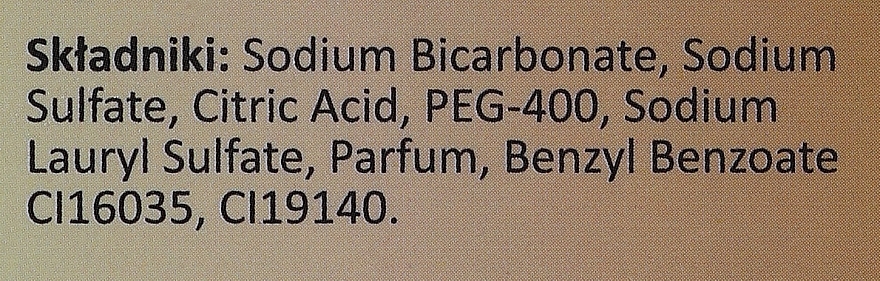 Składniki: Sodium Bicarbonate, Sodium
Sulfate, Citric Acid, PEG-400, Sodium
Lauryl Sulfate, Parfum, Benzyl Benzoate
CI16035, CI19140.